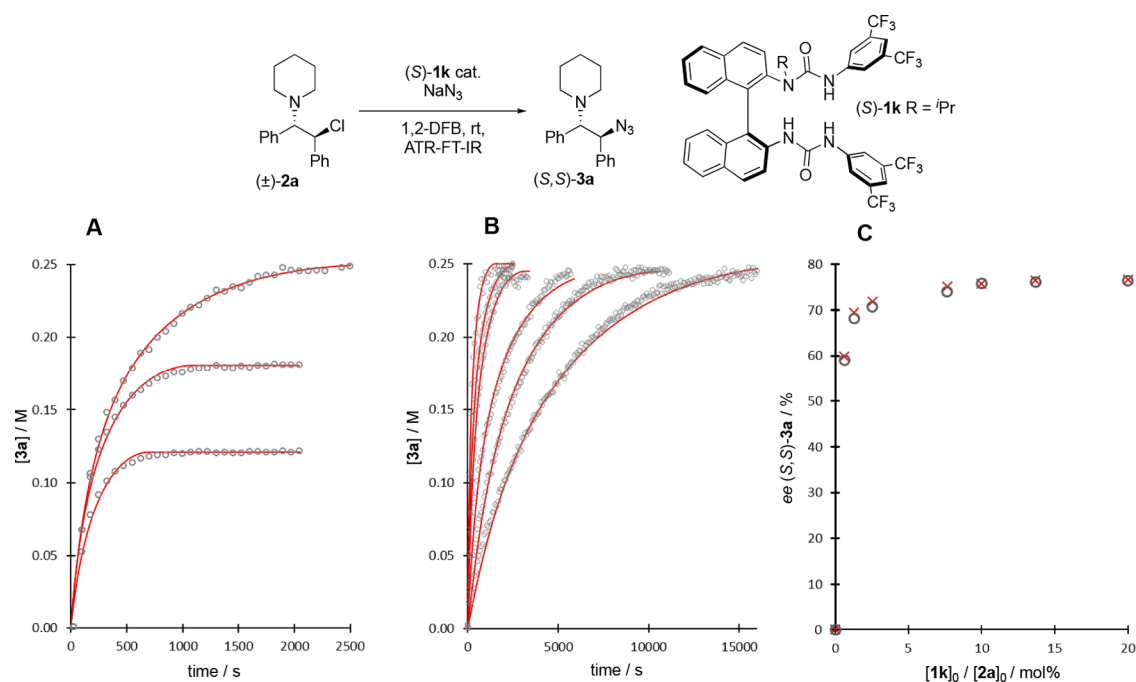 N
Cl
Ph
Ph
(±)-2a
(S)-1k cat.
NaN₃
1,2-DFB, rt,
ATR-FT-IR
N
N₃
Ph
Ph
(S,S)-3a
CF₃
CF₃
R
O
N
N
H
(S)-1k R = ⁱPr
H
N
H
N
O
CF₃
CF₃
A
[3a] / M
0.25
0.20
0.15
0.10
0.05
0.00
0
500
1000
1500
2000
2500
time / s
B
[3a] / M
0.25
0.20
0.15
0.10
0.05
0.00
0
5000
10000
15000
time / s
C
ee (S,S)-3a / %
80
70
60
50
40
30
20
10
0
0
5
10
15
20
[1k]₀ / [2a]₀ / mol%